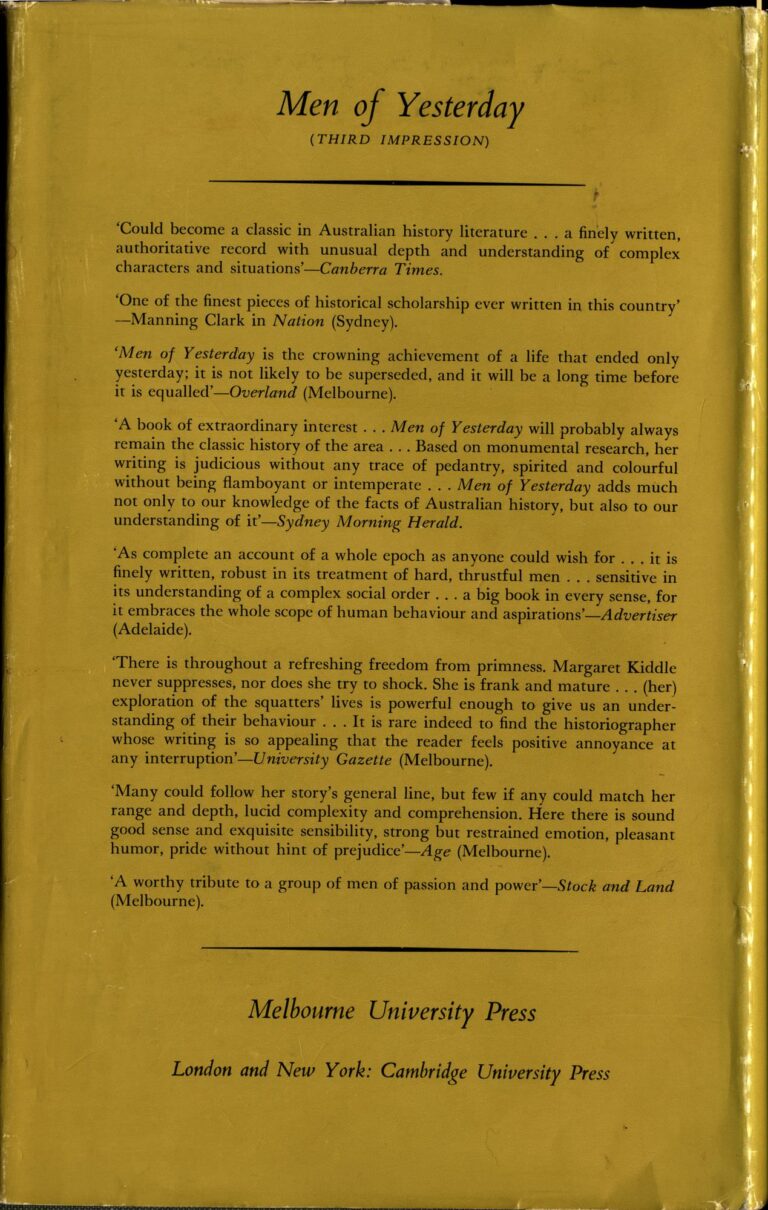 Men of Yesterday
(THIRD IMPRESSION)
'Could become a classic in Australian history literature . . . a finely written,
authoritative record with unusual depth and understanding of complex
characters and situations'—Canberra Times.
'One of the finest pieces of historical scholarship ever written in this country'
—Manning Clark in Nation (Sydney).
'Men of Yesterday is the crowning achievement of a life that ended only
yesterday; it is not likely to be superseded, and it will be a long time before
it is equalled'—Overland (Melbourne).
'A book of extraordinary interest . . . Men of Yesterday will probably always
remain the classic history of the area . . . Based on monumental research, her
writing is judicious without any trace of pedantry, spirited and colourful
without being flamboyant or intemperate . . . Men of Yesterday adds much
not only to our knowledge of the facts of Australian history, but also to our
understanding of it'—Sydney Morning Herald.
'As complete an account of a whole epoch as anyone could wish for . . . it is
finely written, robust in its treatment of hard, thrustful men . . . sensitive in
its understanding of a complex social order . . . a big book in every sense, for
it embraces the whole scope of human behaviour and aspirations'—Advertiser
(Adelaide).
'There is throughout a refreshing freedom from primness. Margaret Kiddle
never suppresses, nor does she try to shock. She is frank and mature . . . (her)
exploration of the squatters' lives is powerful enough to give us an under-
standing of their behaviour . . . It is rare indeed to find the historiographer
whose writing is so appealing that the reader feels positive annoyance at
any interruption'—University Gazette (Melbourne).
'Many could follow her story's general line, but few if any could match her
range and depth, lucid complexity and comprehension. Here there is sound
good sense and exquisite sensibility, strong but restrained emotion, pleasant
humor, pride without hint of prejudice'—Age (Melbourne).
'A worthy tribute to a group of men of passion and power'—Stock and Land
(Melbourne).
Melbourne University Press
London and New York: Cambridge University Press